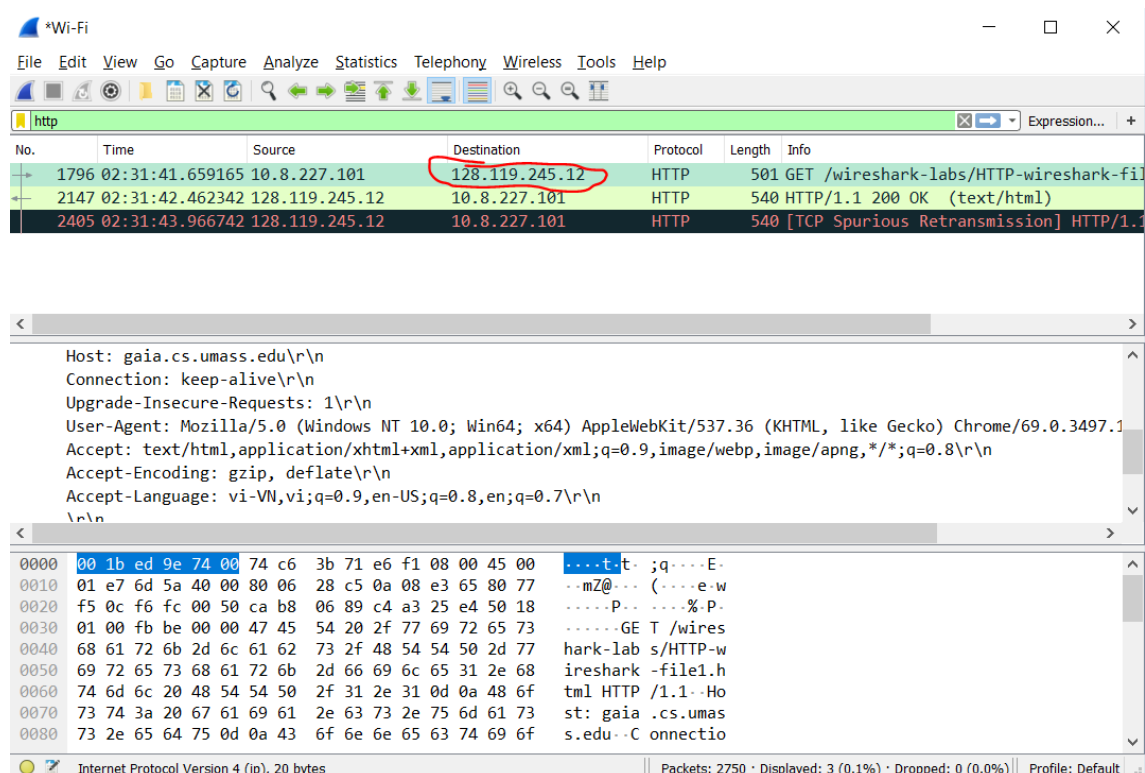 *Wi-Fi
File Edit View Go Capture Analyze Statistics Telephony Wireless Tools Help
http Expression... +
No. Time Source Destination Protocol Length Info
1796 02:31:41.659165 10.8.227.101 128.119.245.12 HTTP 501 GET /wireshark-labs/HTTP-wireshark-fil
2147 02:31:42.462342 128.119.245.12 10.8.227.101 HTTP 540 HTTP/1.1 200 OK (text/html)
2405 02:31:43.966742 128.119.245.12 10.8.227.101 HTTP 540 [TCP Spurious Retransmission] HTTP/1.1
Host: gaia.cs.umass.edu\r\n
Connection: keep-alive\r\n
Upgrade-Insecure-Requests: 1\r\n
User-Agent: Mozilla/5.0 (Windows NT 10.0; Win64; x64) AppleWebKit/537.36 (KHTML, like Gecko) Chrome/69.0.3497.1
Accept: text/html,application/xhtml+xml,application/xml;q=0.9,image/webp,image/apng,*/*;q=0.8\r\n
Accept-Encoding: gzip, deflate\r\n
Accept-Language: vi-VN,vi;q=0.9,en-US;q=0.8,en;q=0.7\r\n
\r\n
0000 00 1b ed 9e 74 00 74 c6 3b 71 e6 f1 08 00 45 00 ····t·t· ;q····E·
0010 01 e7 6d 5a 40 00 80 06 28 c5 0a 08 e3 65 80 77 ··mZ@··· (····e·w
0020 f5 0c f6 fc 00 50 ca b8 06 89 c4 a3 25 e4 50 18 ·····P·· ····%·P·
0030 01 00 fb be 00 00 47 45 54 20 2f 77 69 72 65 73 ······GE T /wires
0040 68 61 72 6b 2d 6c 61 62 73 2f 48 54 54 50 2d 77 hark-lab s/HTTP-w
0050 69 72 65 73 68 61 72 6b 2d 66 69 6c 65 31 2e 68 ireshark -file1.h
0060 74 6d 6c 20 48 54 54 50 2f 31 2e 31 0d 0a 48 6f tml HTTP /1.1··Ho
0070 73 74 3a 20 67 61 69 61 2e 63 73 2e 75 6d 61 73 st: gaia .cs.umas
0080 73 2e 65 64 75 0d 0a 43 6f 6e 6e 65 63 74 69 6f s.edu··C onnectio
Internet Protocol Version 4 (ip), 20 bytes Packets: 2750 · Displayed: 3 (0.1%) · Dropped: 0 (0.0%) Profile: Default